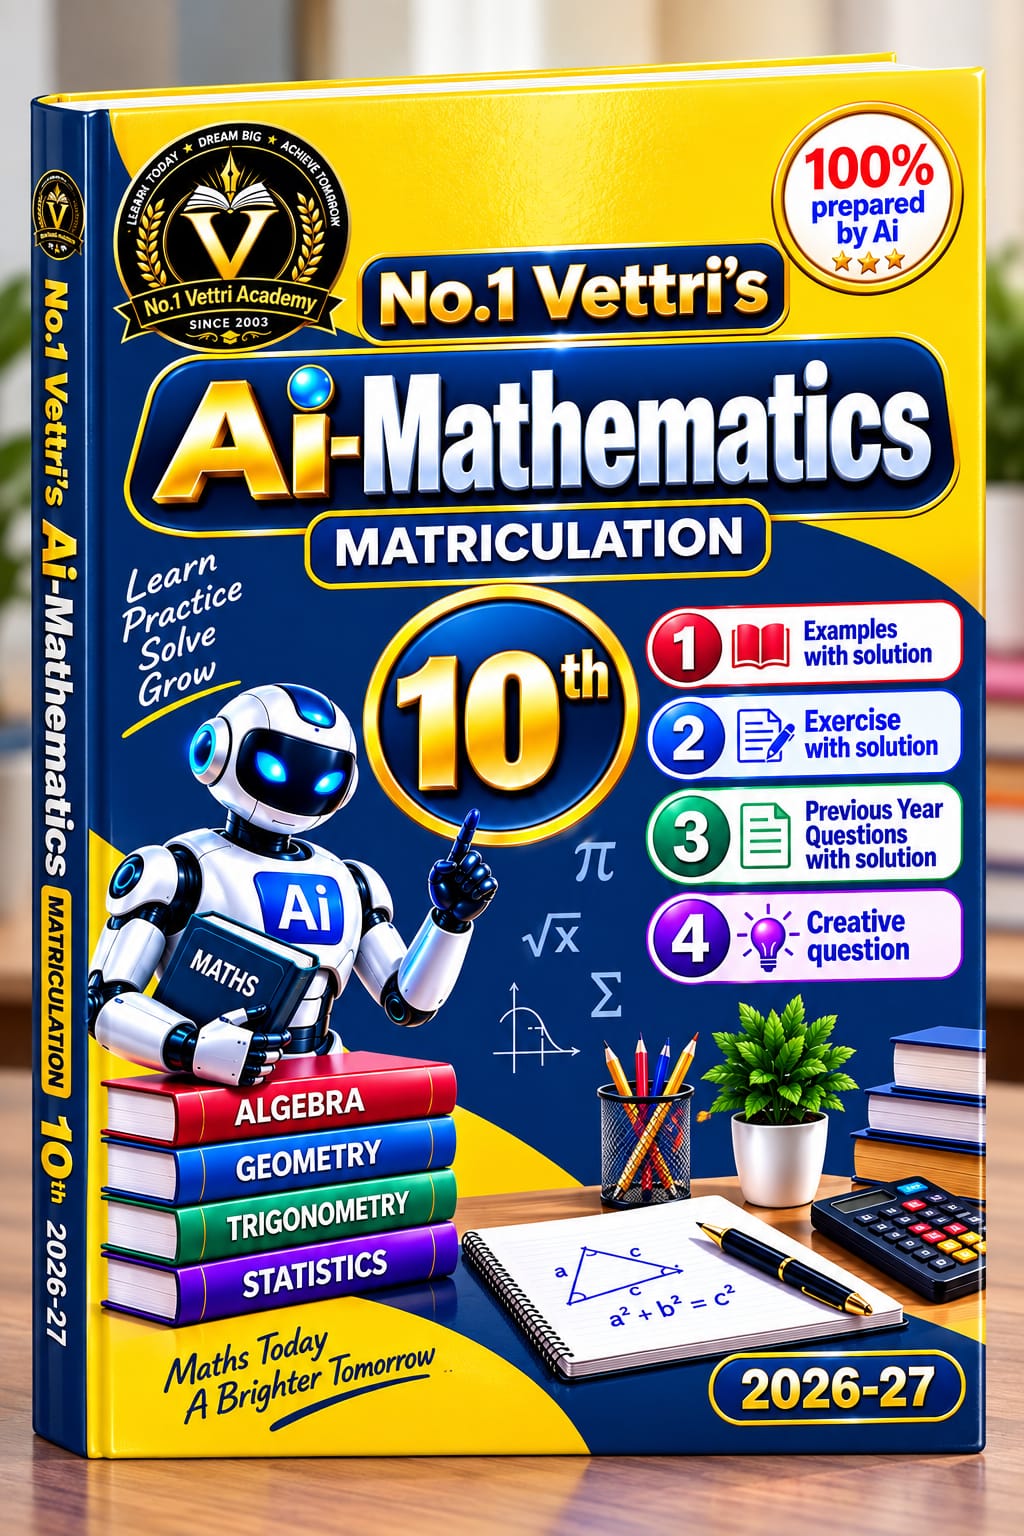 LEARN TODAY ★ DREAM BIG ★ ACHIEVE TOMORROW
V
No.1 Vettri Academy
SINCE 2003
100%
prepared
by Ai
No.1 Vettri's
Ai-Mathematics
MATRICULATION
10th
Learn
Practice
Solve
Grow
1
Examples
with solution
2
Exercise
with solution
3
Previous Year
Questions
with solution
4
Creative
question
Ai
MATHS
π
√x
Σ
ALGEBRA
GEOMETRY
TRIGONOMETRY
STATISTICS
a
c
c
a² + b² = c²
Maths Today
A Brighter Tomorrow
2026-27
V
No.1 Vettri's Ai-Mathematics MATRICULATION 10th 2026-27